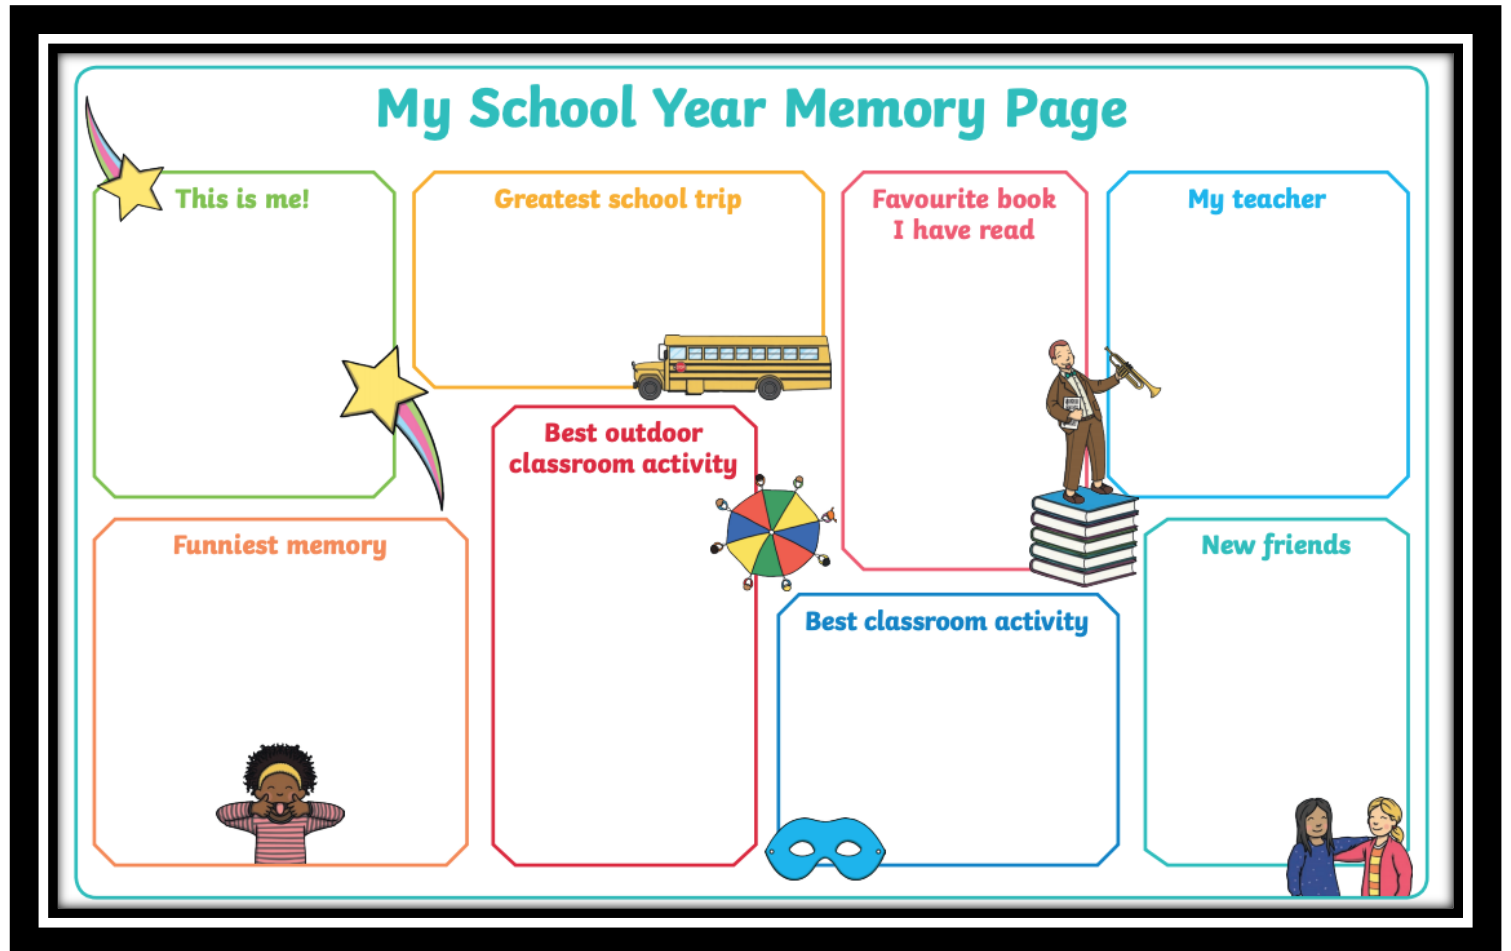 My School Year Memory Page
This is me!
Greatest school trip
Favourite book
I have read
My teacher
Best outdoor
classroom activity
Funniest memory
New friends
Best classroom activity